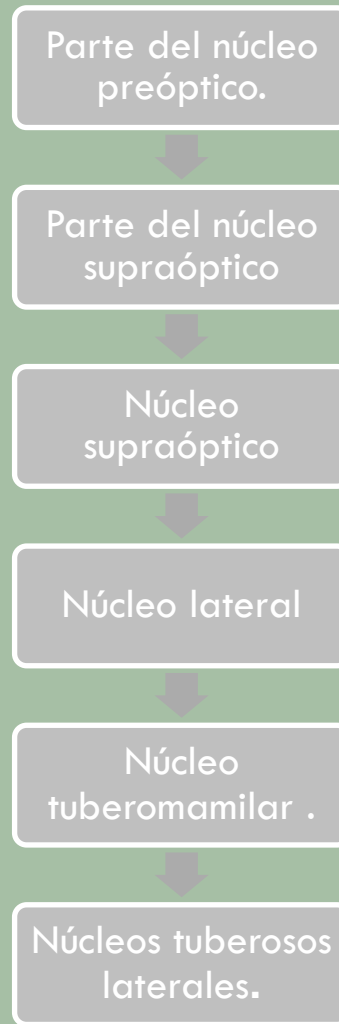 Parte del núcleo
preóptico.
Parte del núcleo
supraóptico
Núcleo
supraóptico
Núcleo lateral
Núcleo
tuberomamilar .
Núcleos tuberosos
laterales.